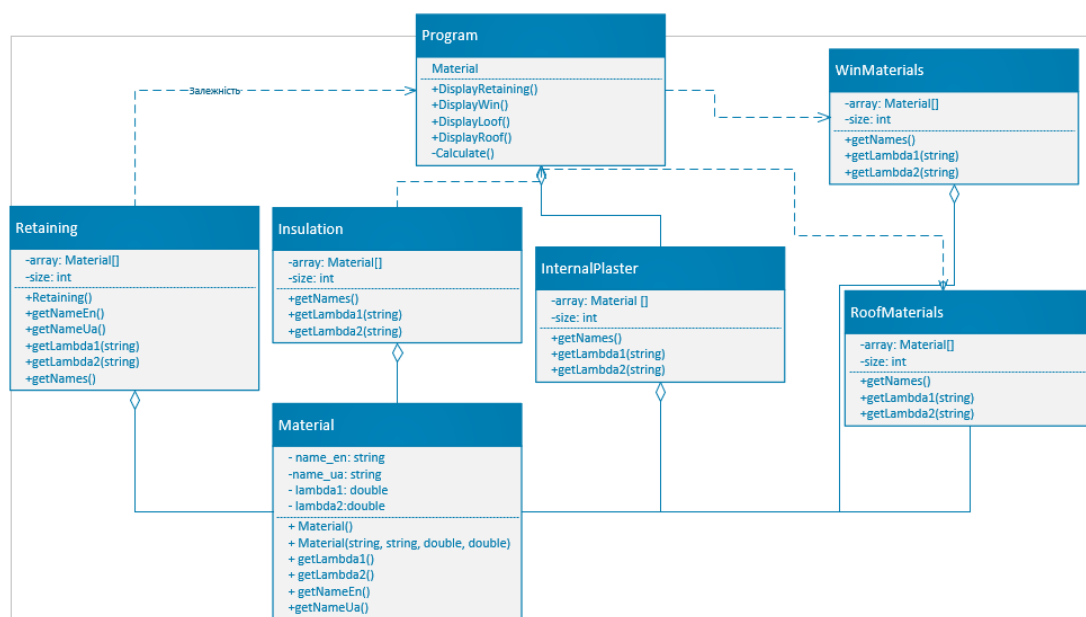 Program
Material
+DisplayRetaining()
+DisplayWin()
+DisplayLoof()
+DisplayRoof()
-Calculate()
WinMaterials
-array: Material[]
-size: int
+getNames()
+getLambda1(string)
+getLambda2(string)
Залежність
Retaining
-array: Material[]
-size: int
+Retaining()
+getNameEn()
+getNameUa()
+getLambda1(string)
+getLambda2(string)
+getNames()
Insulation
-array: Material[]
-size: int
+getNames()
+getLambda1(string)
+getLambda2(string)
InternalPlaster
-array: Material []
-size: int
+getNames()
+getLambda1(string)
+getLambda2(string)
RoofMaterials
-array: Material[]
-size: int
+getNames()
+getLambda1(string)
+getLambda2(string)
Material
- name_en: string
-name_ua: string
- lambda1: double
- lambda2:double
+ Material()
+ Material(string, string, double, double)
+ getLambda1()
+ getLambda2()
+ getNameEn()
+getNameUa()